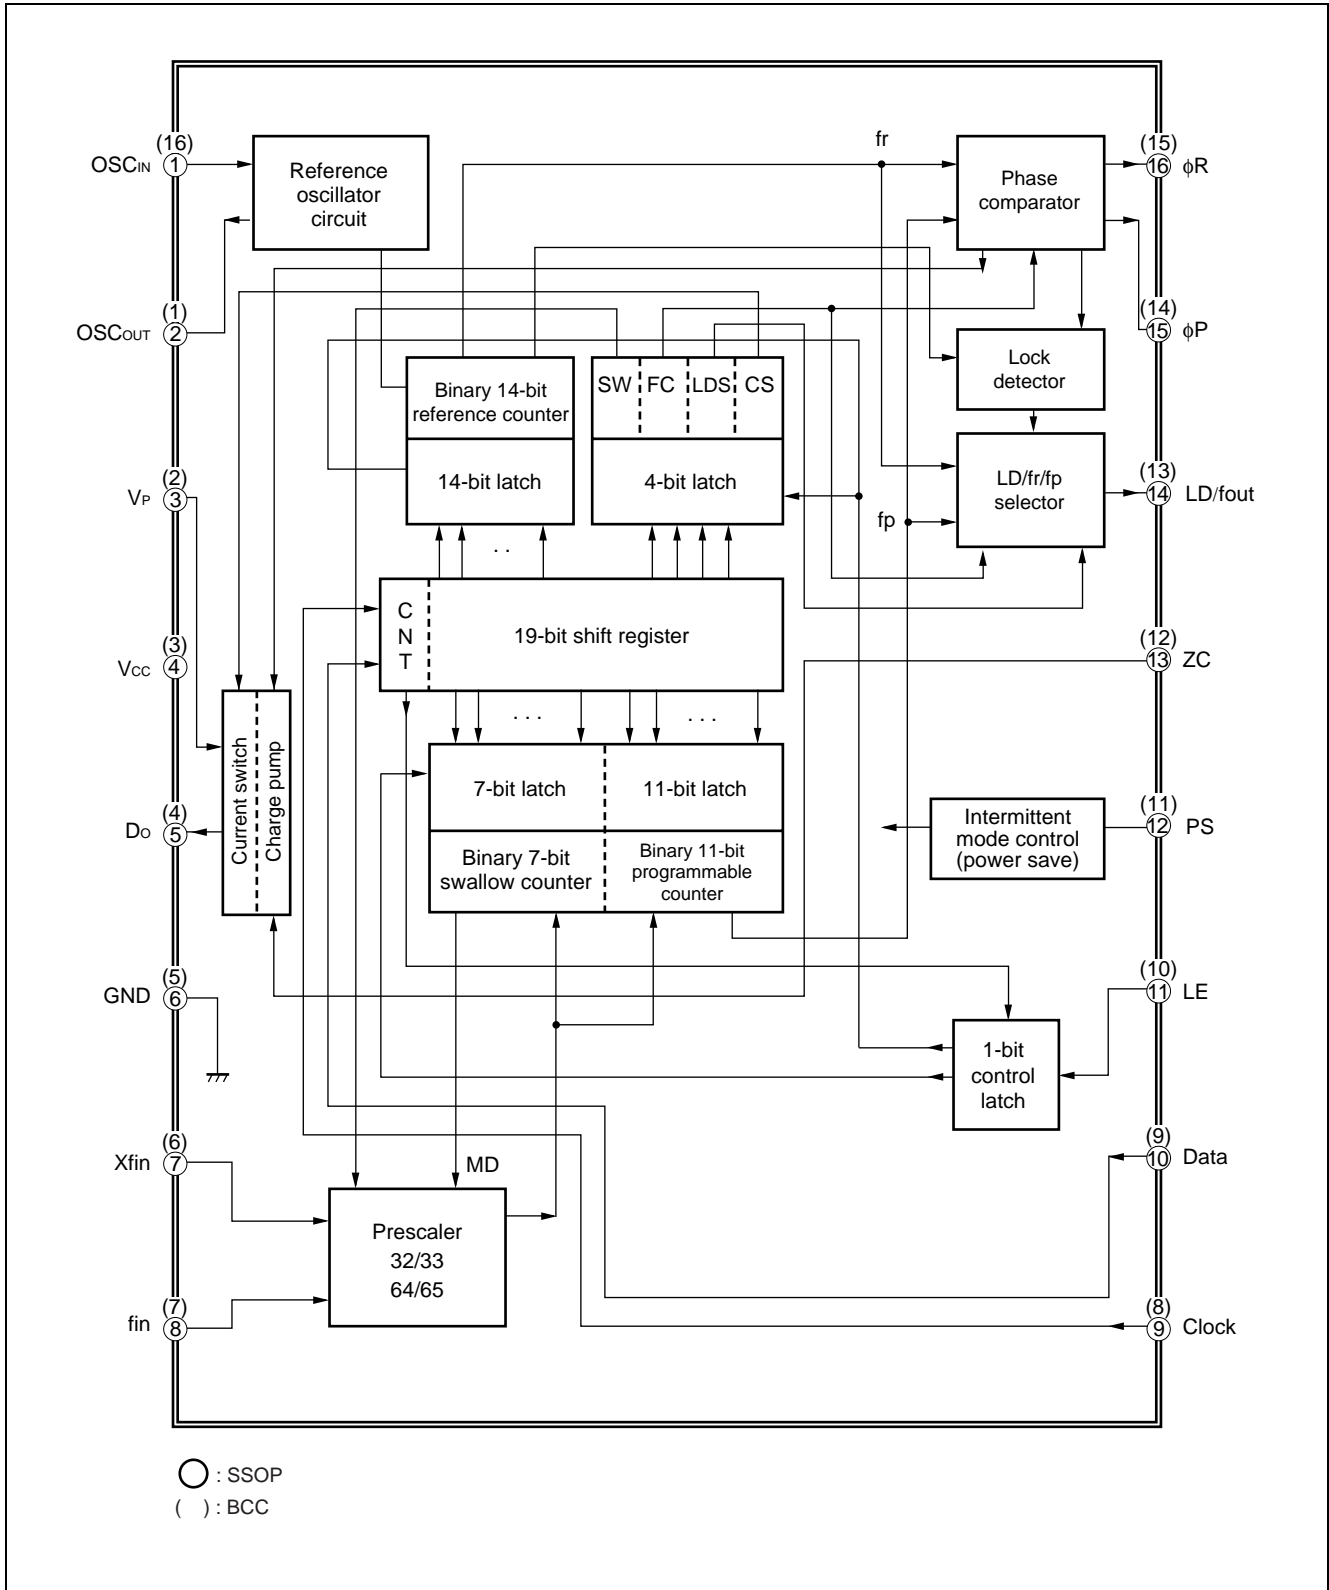 (16)
OSCIN 1
Reference
oscillator
circuit
fr
Phase
comparator
(15)
16 ϕR
(1)
OSCOUT 2
(14)
15 ϕP
Lock
detector
Binary 14-bit
reference counter
SW FC LDS CS
14-bit latch
4-bit latch
LD/fr/fp
selector
fp
(13)
14 LD/fout
(2)
VP 3
. .
C
N
T
19-bit shift register
(3)
VCC 4
(12)
13 ZC
. . .
. . .
Current switch
Charge pump
7-bit latch
11-bit latch
Binary 7-bit
swallow counter
Binary 11-bit
programmable
counter
(4)
DO 5
Intermittent
mode control
(power save)
(11)
12 PS
(5)
GND 6
(10)
11 LE
1-bit
control
latch
(6)
Xfin 7
MD
(9)
10 Data
Prescaler
32/33
64/65
(7)
fin 8
(8)
9 Clock
: SSOP
( ) : BCC